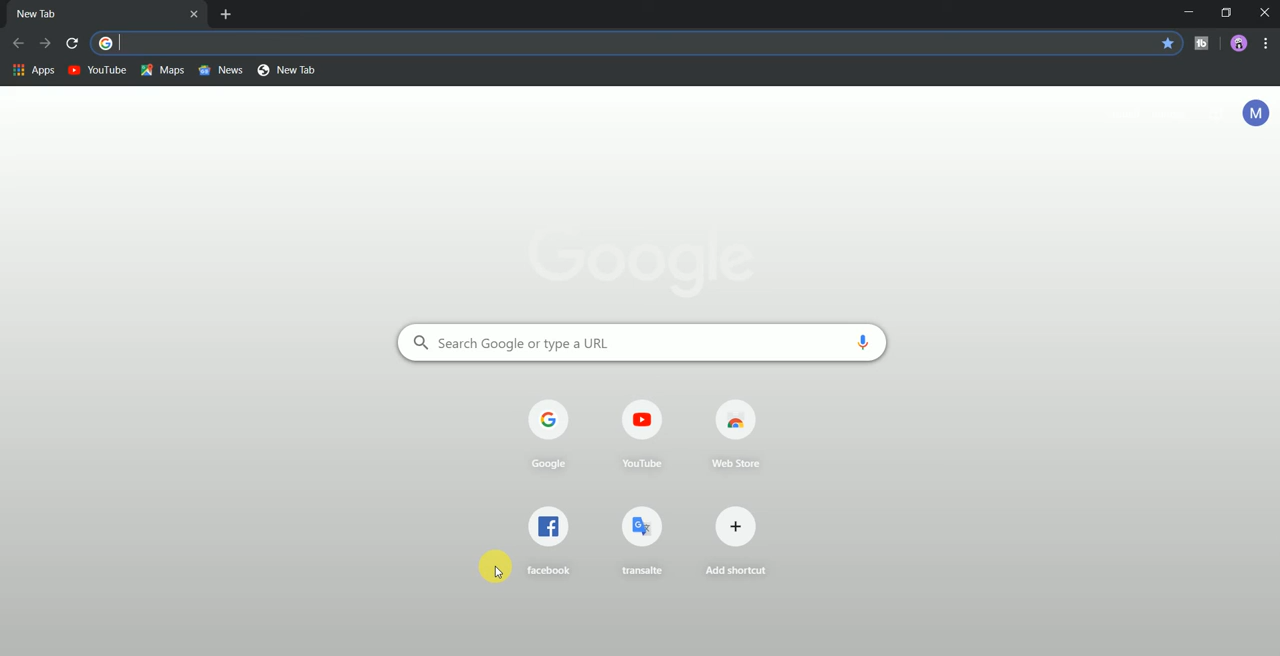 New Tab
Apps YouTube Maps News New Tab
M
Google
Search Google or type a URL
Google YouTube Web Store
facebook transalte Add shortcut